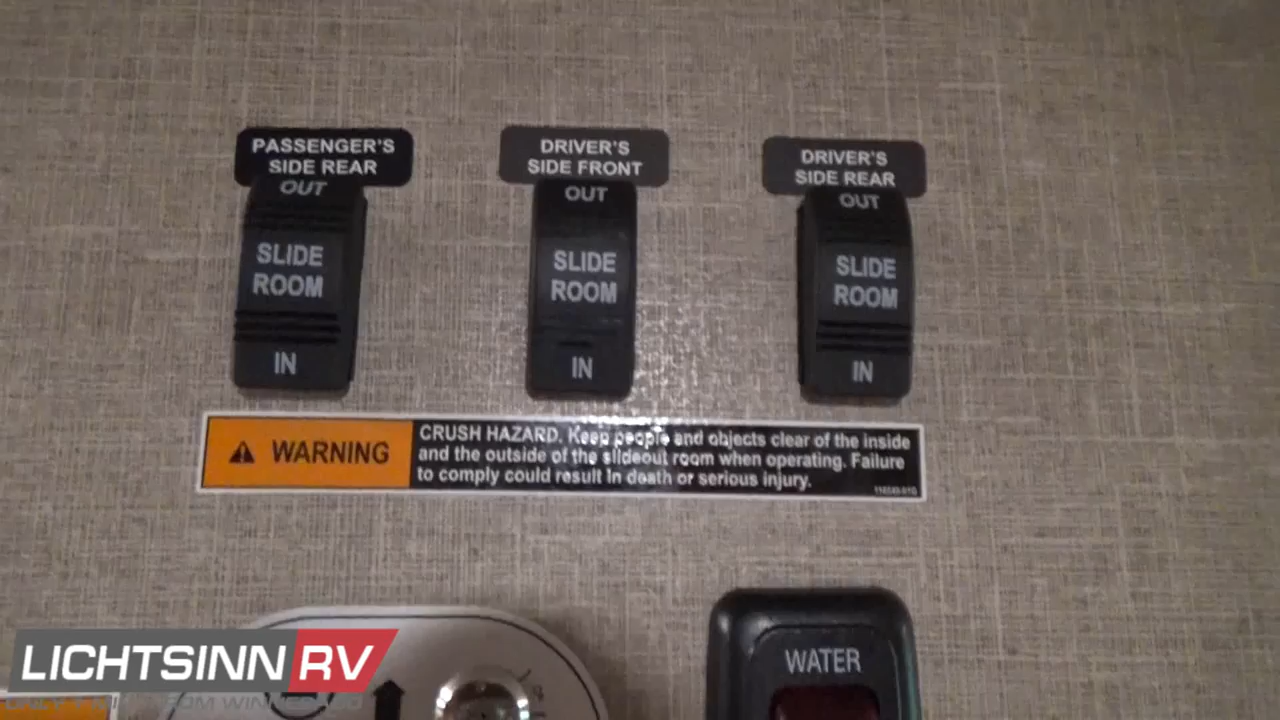 PASSENGER'S
SIDE REAR
OUT
SLIDE
ROOM
IN
DRIVER'S
SIDE FRONT
OUT
SLIDE
ROOM
IN
DRIVER'S
SIDE REAR
OUT
SLIDE
ROOM
IN
WARNING
CRUSH HAZARD. Keep people and objects clear of the inside
and the outside of the slideout room when operating. Failure
to comply could result in death or serious injury.
WATER
LICHTSINN RV